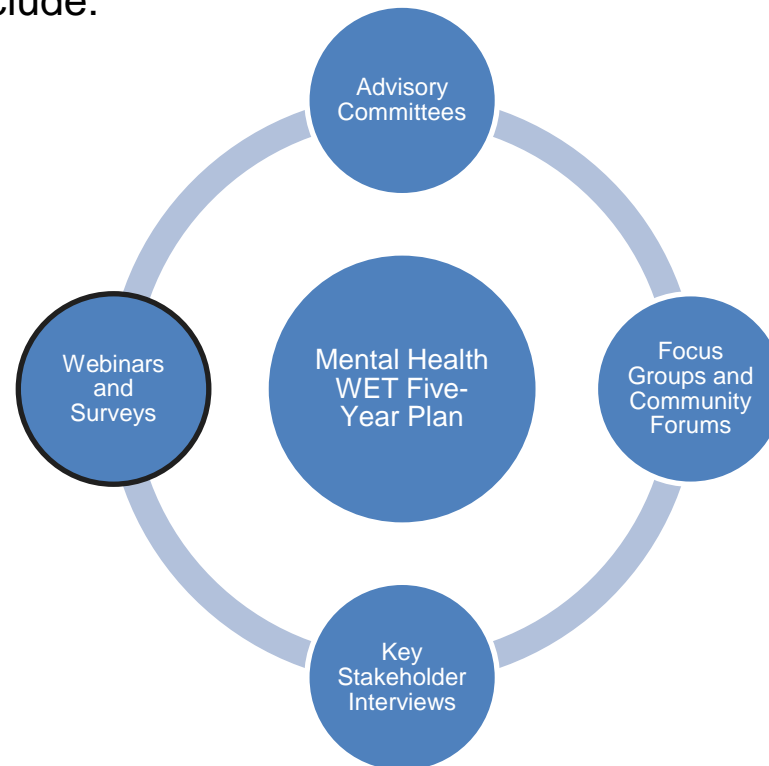 clude:
Advisory
Committees
Webinars
and
Surveys
Mental Health
WET Five-
Year Plan
Focus
Groups and
Community
Forums
Key
Stakeholder
Interviews